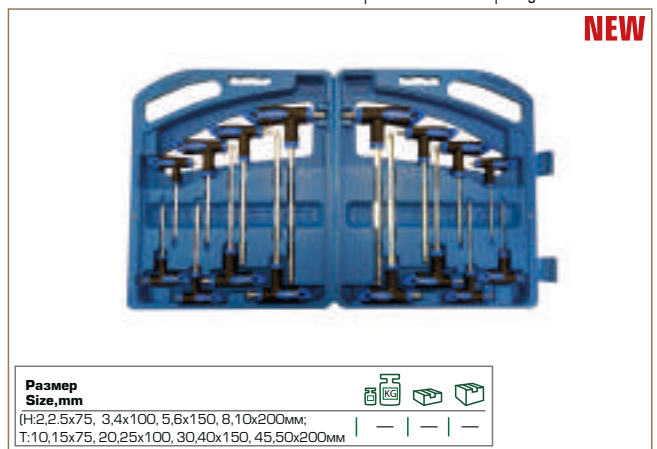 NEW
Размер
Size,mm
KG
(H:2,2.5x75, 3,4x100, 5,6x150, 8,10x200мм; | — | — |
T:10,15x75, 20,25x100, 30,40x150, 45,50x200мм